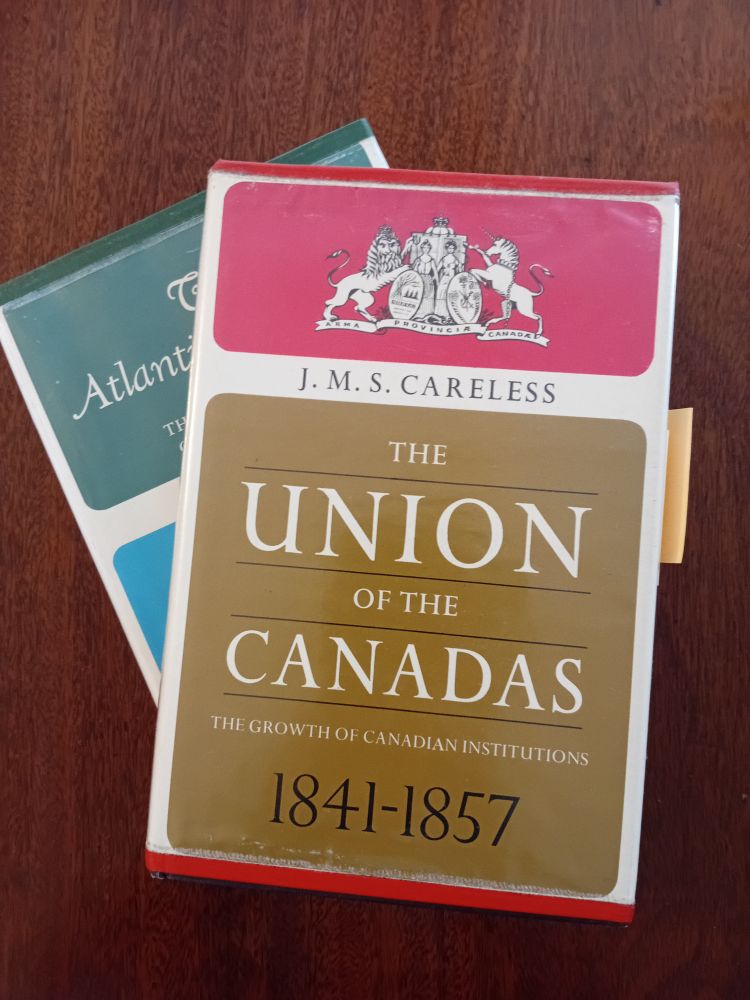 ARMA PROVINCIÆ CANADÆ
J. M. S. CARELESS
THE
UNION
OF THE
CANADAS
THE GROWTH OF CANADIAN INSTITUTIONS
1841-1857